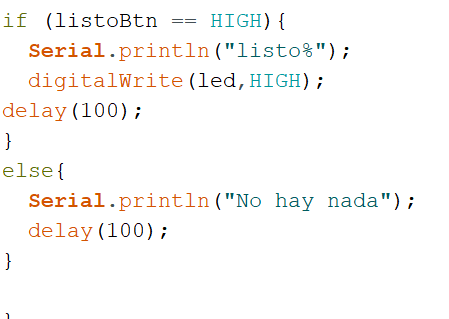 if (listoBtn == HIGH){
Serial.println("listo%");
digitalWrite(led,HIGH);
delay(100);
}
else{
Serial.println("No hay nada");
delay(100);
}